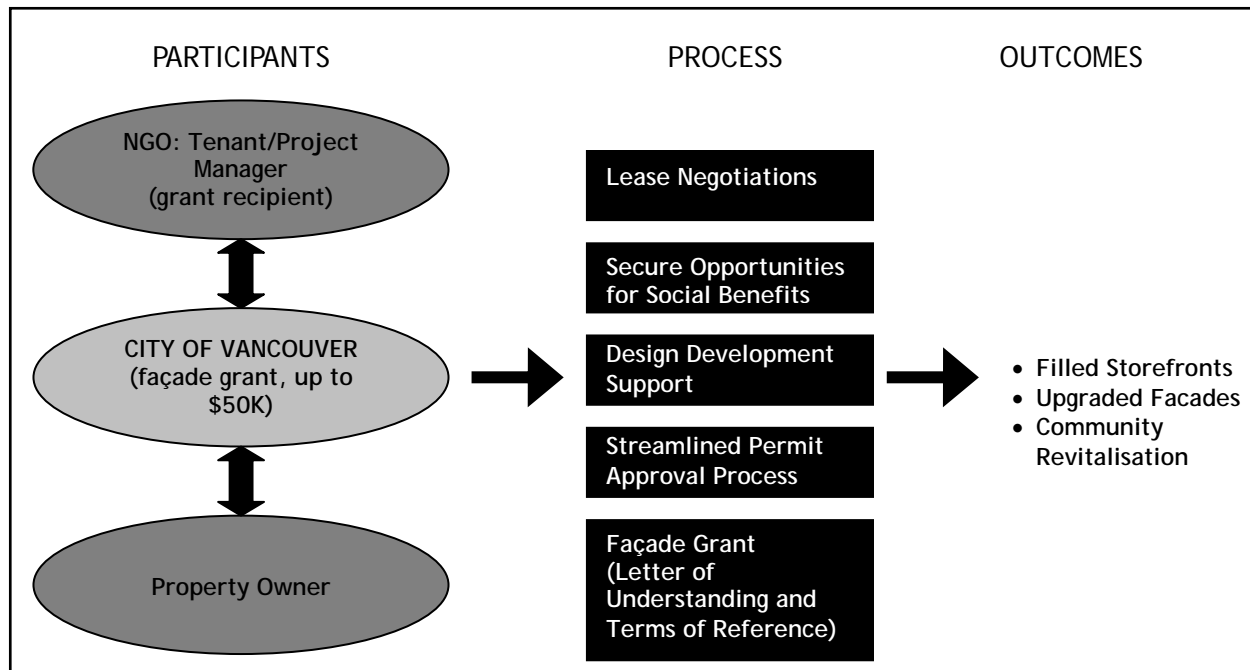 PARTICIPANTS
PROCESS
OUTCOMES
NGO: Tenant/Project
Manager
(grant recipient)
CITY OF VANCOUVER
(façade grant, up to
$50K)
Property Owner
Lease Negotiations
Secure Opportunities
for Social Benefits
Design Development
Support
Streamlined Permit
Approval Process
Façade Grant
(Letter of
Understanding and
Terms of Reference)
• Filled Storefronts
• Upgraded Facades
• Community
Revitalisation